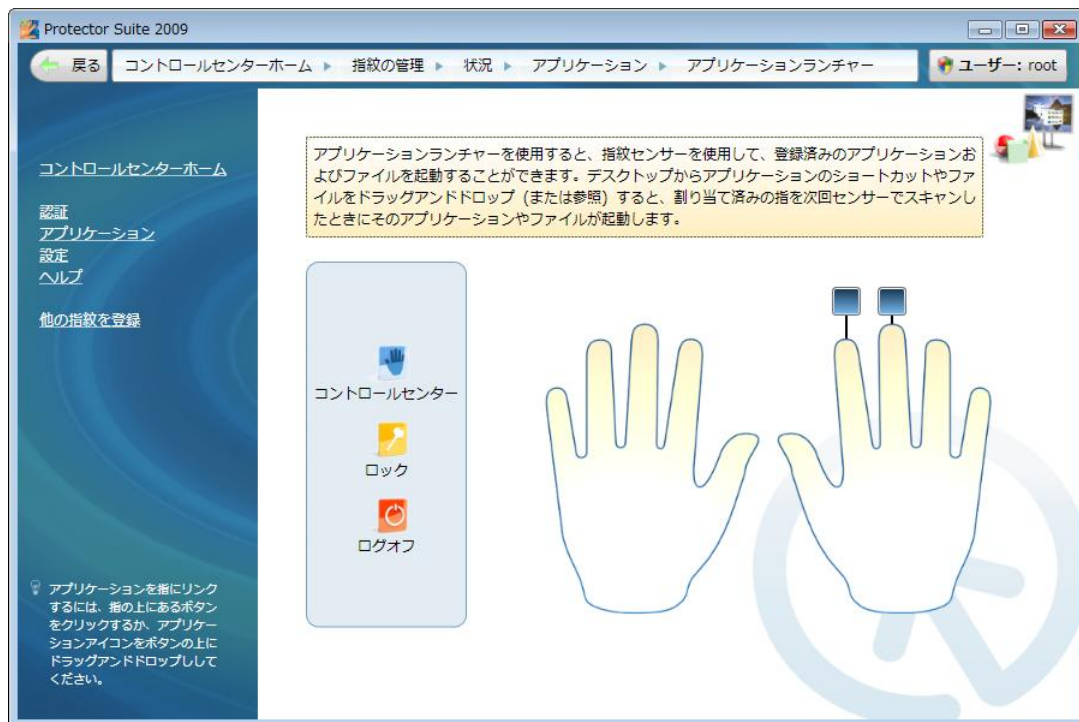 Protector Suite 2009
戻る コントロールセンターホーム ▶ 指紋の管理 ▶ 状況 ▶ アプリケーション ▶ アプリケーションランチャー ユーザー: root
コントロールセンターホーム
認証
アプリケーション
設定
ヘルプ
他の指紋を登録
アプリケーションを指にリンク
するには、指の上にあるボタン
をクリックするか、アプリケー
ションアイコンをボタンの上に
ドラッグアンドドロップしして
ください。
アプリケーションランチャーを使用すると、指紋センサーを使用して、登録済みのアプリケーションお
よびファイルを起動することができます。デスクトップからアプリケーションのショートカットやファ
イルをドラッグアンドドロップ (または参照) すると、割り当て済みの指を次回センサーでスキャンし
たときにそのアプリケーションやファイルが起動します。
コントロールセンター
ロック
ログオフ